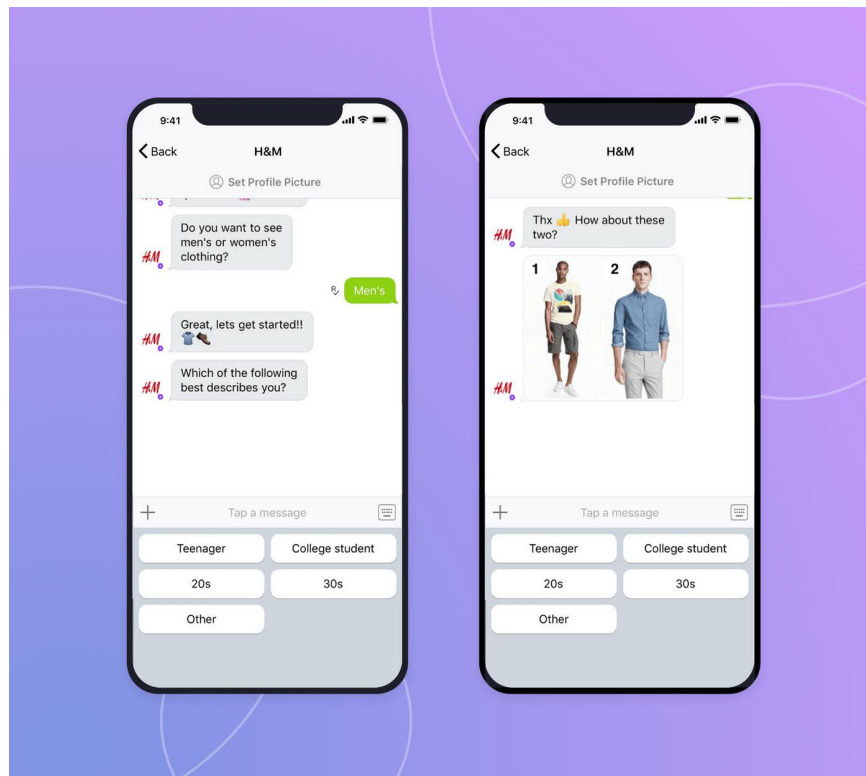 9:41
Back
H&M
Set Profile Picture
Do you want to see
men's or women's
clothing?
H&M
Men's
Great, lets get started!!
H&M
Which of the following
best describes you?
H&M
Tap a message
Teenager
College student
20s
30s
Other
9:41
Back
H&M
Set Profile Picture
Thx 👍 How about these
two?
H&M
1
2
H&M
Tap a message
Teenager
College student
20s
30s
Other